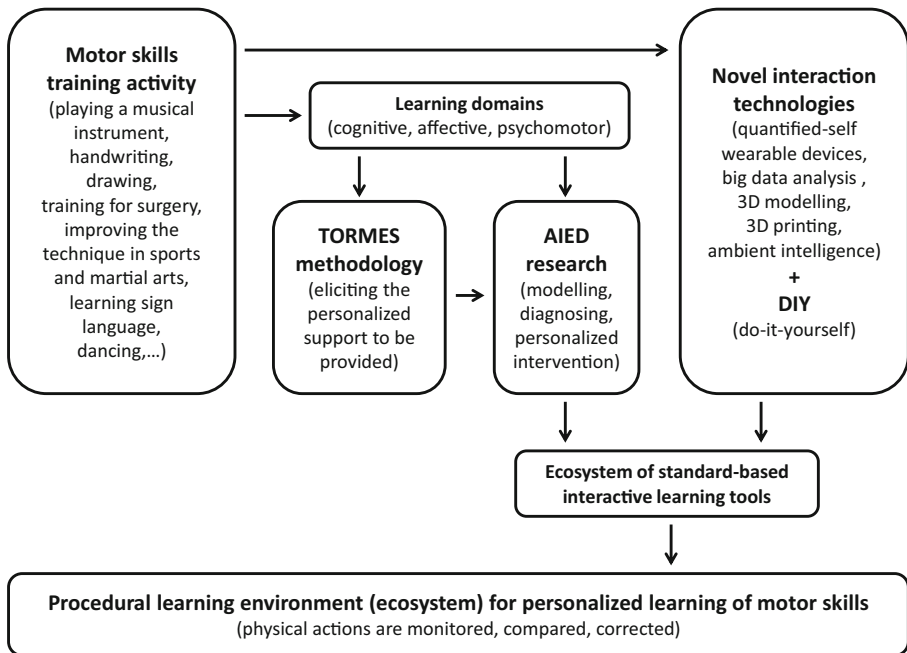 Motor skills
training activity
(playing a musical
instrument,
handwriting,
drawing,
training for surgery,
improving the
technique in sports
and martial arts,
learning sign
language,
dancing,...)
Learning domains
(cognitive, affective, psychomotor)
TORMES
methodology
(eliciting the
personalized
support to be
provided)
AIED
research
(modelling,
diagnosing,
personalized
intervention)
Novel interaction
technologies
(quantified-self
wearable devices,
big data analysis ,
3D modelling,
3D printing,
ambient intelligence)
+
DIY
(do-it-yourself)
Ecosystem of standard-based
interactive learning tools
Procedural learning environment (ecosystem) for personalized learning of motor skills
(physical actions are monitored, compared, corrected)